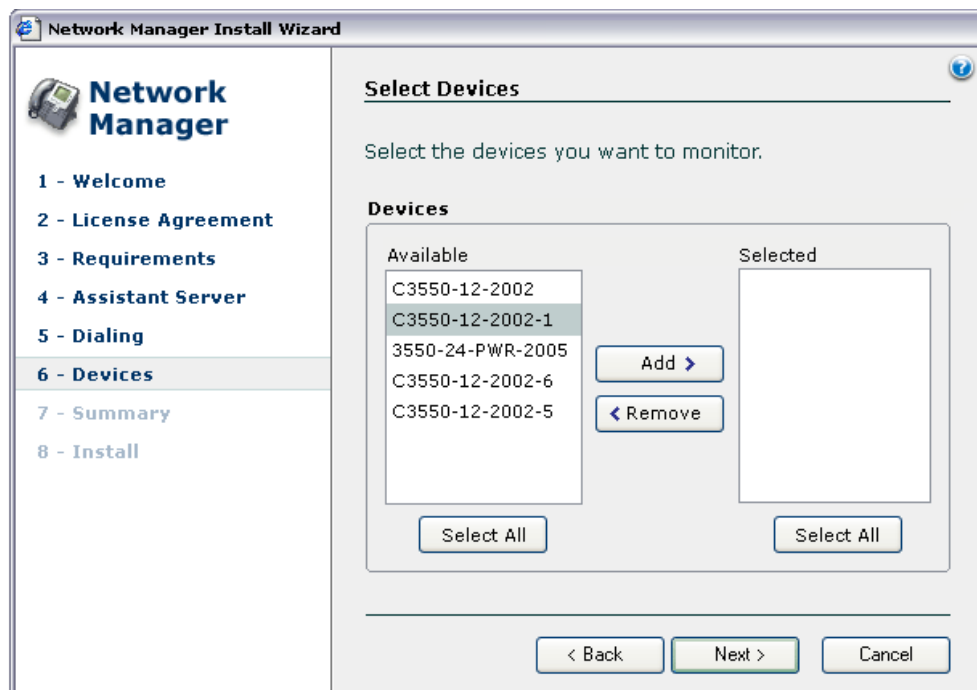 Network Manager Install Wizard
Network
Manager
1 - Welcome
2 - License Agreement
3 - Requirements
4 - Assistant Server
5 - Dialing
6 - Devices
7 - Summary
8 - Install
?
Select Devices
Select the devices you want to monitor.
Devices
Available
C3550-12-2002
C3550-12-2002-1
3550-24-PWR-2005
C3550-12-2002-6
C3550-12-2002-5
Select All
Add >
< Remove
Selected
Select All
< Back
Next >
Cancel